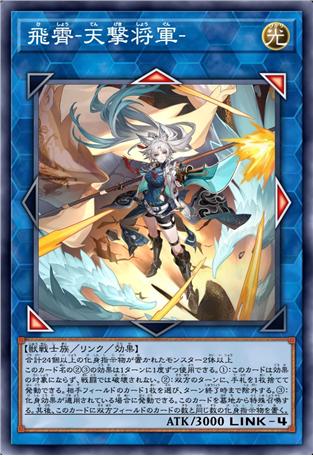 飛霄-天撃将軍-
光
【獣戦士族/リンク/効果】
合計24個以上の化身指示物が置かれたモンスター2体以上
このカード名の②③の効果は1ターンに1度ずつ使用できる。①:このカードは効果
の対象にならず、戦闘では破壊されない。②:双方のターンに、手札を1枚捨てて
発動できる。相手フィールドのカード1枚を選び、ターン終了時まで除外する。③:
化身効果が適用されている場合に発動できる。このカードを墓地から特殊召喚
する。その後、このカードに双方フィールドのカードの数と同じ数の化身指示物を置く。
ATK/3000 LINK-4